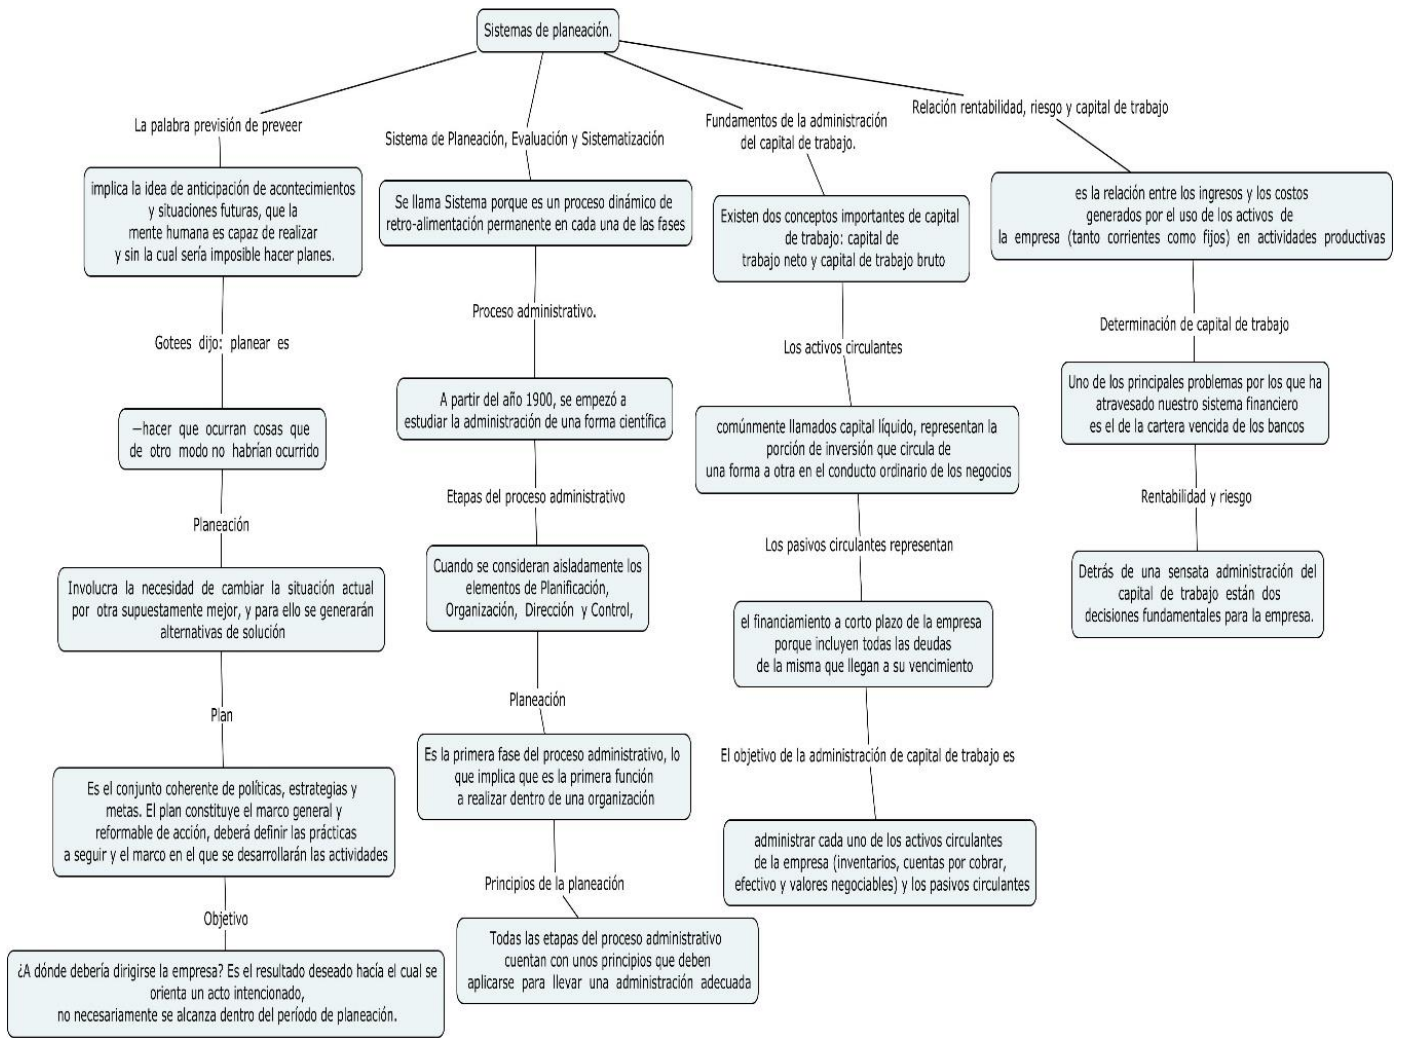 Sistemas de planeación.
La palabra previsión de preveer
implica la idea de anticipación de acontecimientos
y situaciones futuras, que la
mente humana es capaz de realizar
y sin la cual sería imposible hacer planes.
Gotees dijo: planear es
—hacer que ocurran cosas que
de otro modo no habrían ocurrido
Planeación
Involucra la necesidad de cambiar la situación actual
por otra supuestamente mejor, y para ello se generarán
alternativas de solución
Plan
Es el conjunto coherente de políticas, estrategias y
metas. El plan constituye el marco general y
reformable de acción, deberá definir las prácticas
a seguir y el marco en el que se desarrollarán las actividades
Objetivo
¿A dónde debería dirigirse la empresa? Es el resultado deseado hacía el cual se
orienta un acto intencionado,
no necesariamente se alcanza dentro del período de planeación.
Sistema de Planeación, Evaluación y Sistematización
Se llama Sistema porque es un proceso dinámico de
retro-alimentación permanente en cada una de las fases
Proceso administrativo.
A partir del año 1900, se empezó a
estudiar la administración de una forma científica
Etapas del proceso administrativo
Cuando se consideran aisladamente los
elementos de Planificación,
Organización, Dirección y Control,
Planeación
Es la primera fase del proceso administrativo, lo
que implica que es la primera función
a realizar dentro de una organización
Principios de la planeación
Todas las etapas del proceso administrativo
cuentan con unos principios que deben
aplicarse para llevar una administración adecuada
Fundamentos de la administración
del capital de trabajo.
Existen dos conceptos importantes de capital
de trabajo: capital de
trabajo neto y capital de trabajo bruto
Los activos circulantes
comúnmente llamados capital líquido, representan la
porción de inversión que circula de
una forma a otra en el conducto ordinario de los negocios
Los pasivos circulantes representan
el financiamiento a corto plazo de la empresa
porque incluyen todas las deudas
de la misma que llegan a su vencimiento
El objetivo de la administración de capital de trabajo es
administrar cada uno de los activos circulantes
de la empresa (inventarios, cuentas por cobrar,
efectivo y valores negociables) y los pasivos circulantes
Relación rentabilidad, riesgo y capital de trabajo
es la relación entre los ingresos y los costos
generados por el uso de los activos de
la empresa (tanto corrientes como fijos) en actividades productivas
Determinación de capital de trabajo
Uno de los principales problemas por los que ha
atravesado nuestro sistema financiero
es el de la cartera vencida de los bancos
Rentabilidad y riesgo
Detrás de una sensata administración del
capital de trabajo están dos
decisiones fundamentales para la empresa.